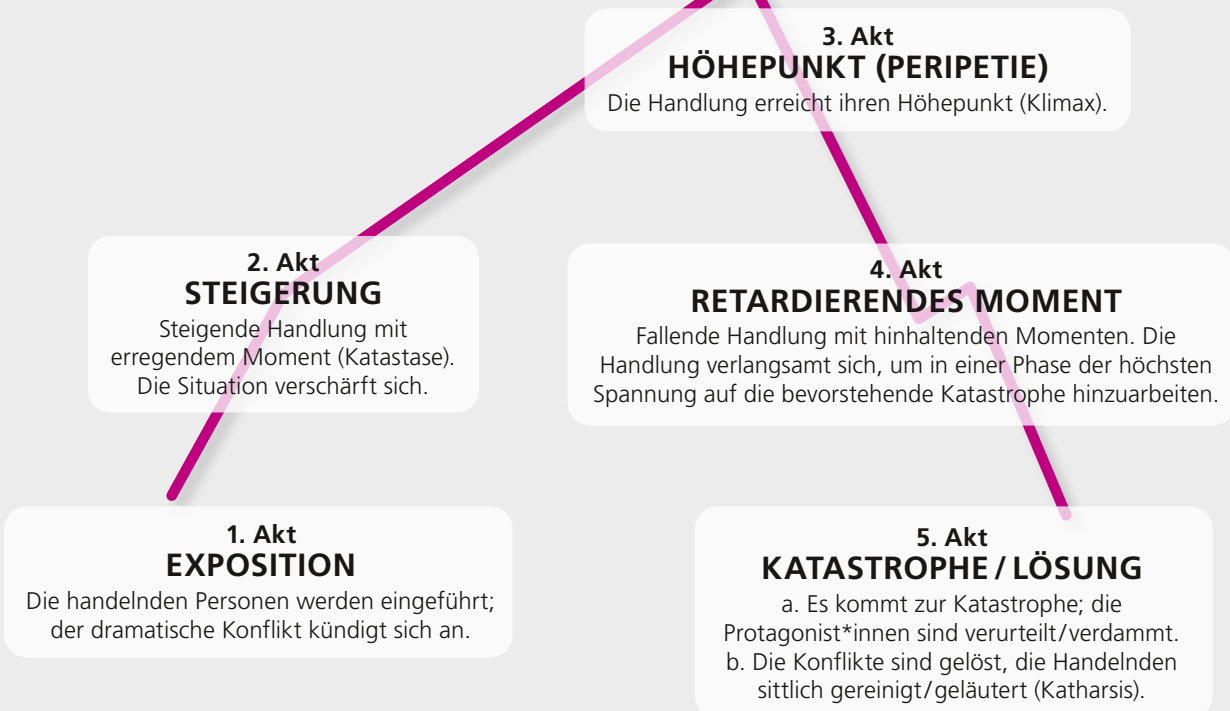 3. Akt
HÖHEPUNKT (PERIPETIE)
Die Handlung erreicht ihren Höhepunkt (Klimax).
2. Akt
STEIGERUNG
Steigende Handlung mit
erregendem Moment (Katastase).
Die Situation verschärft sich.
4. Akt
RETARDIERENDES MOMENT
Fallende Handlung mit hinhaltenden Momenten. Die
Handlung verlangsamt sich, um in einer Phase der höchsten
Spannung auf die bevorstehende Katastrophe hinzuarbeiten.
1. Akt
EXPOSITION
Die handelnden Personen werden eingeführt;
der dramatische Konflikt kündigt sich an.
5. Akt
KATASTROPHE / LÖSUNG
a. Es kommt zur Katastrophe; die
Protagonist*innen sind verurteilt/verdammt.
b. Die Konflikte sind gelöst, die Handelnden
sittlich gereinigt/geläutert (Katharsis).